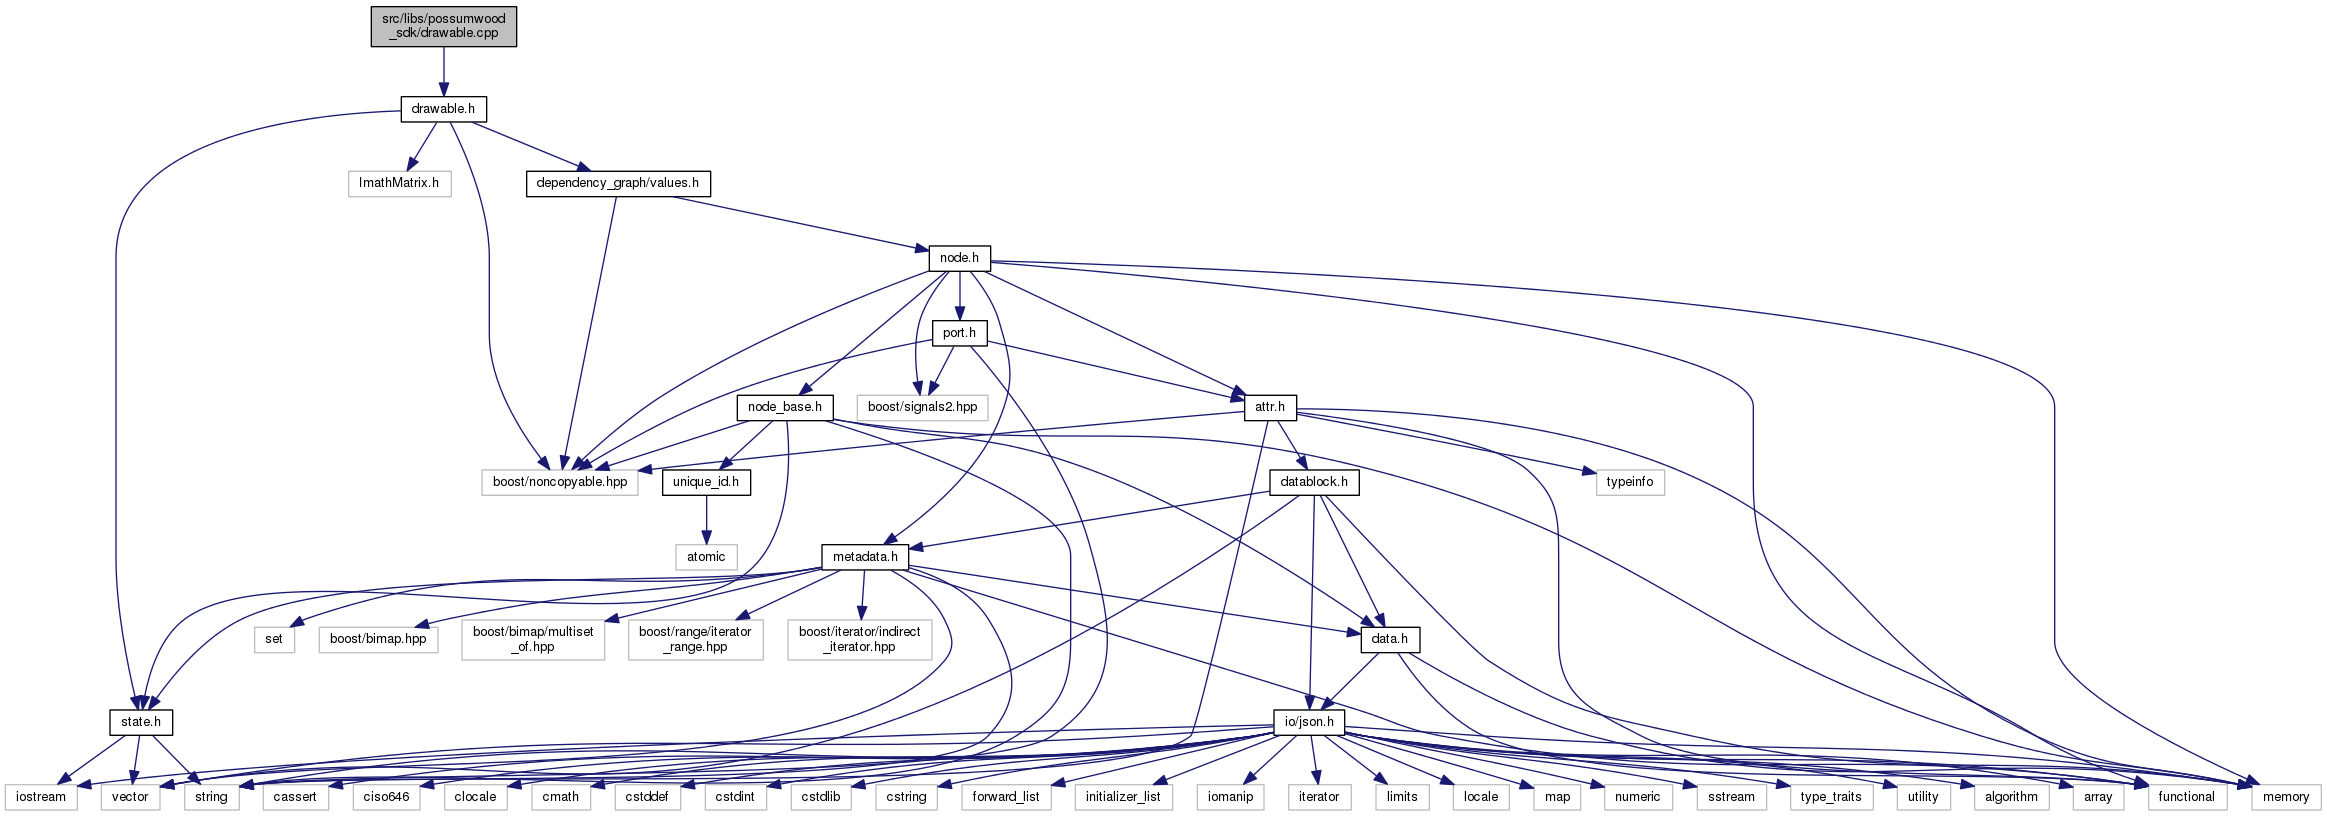 src/libs/possumwood
_sdk/drawable.cpp
drawable.h
ImathMatrix.h
dependency_graph/values.h
node.h
port.h
node_base.h
boost/signals2.hpp
attr.h
boost/noncopyable.hpp
unique_id.h
datablock.h
typeinfo
atomic
metadata.h
set
boost/bimap.hpp
boost/bimap/multiset
_of.hpp
boost/range/iterator
_range.hpp
boost/iterator/indirect
_iterator.hpp
data.h
state.h
io/json.h
iostream
vector
string
cassert
ciso646
clocale
cmath
cstddef
cstdint
cstdlib
cstring
forward_list
initializer_list
iomanip
iterator
limits
locale
map
numeric
sstream
type_traits
utility
algorithm
array
functional
memory